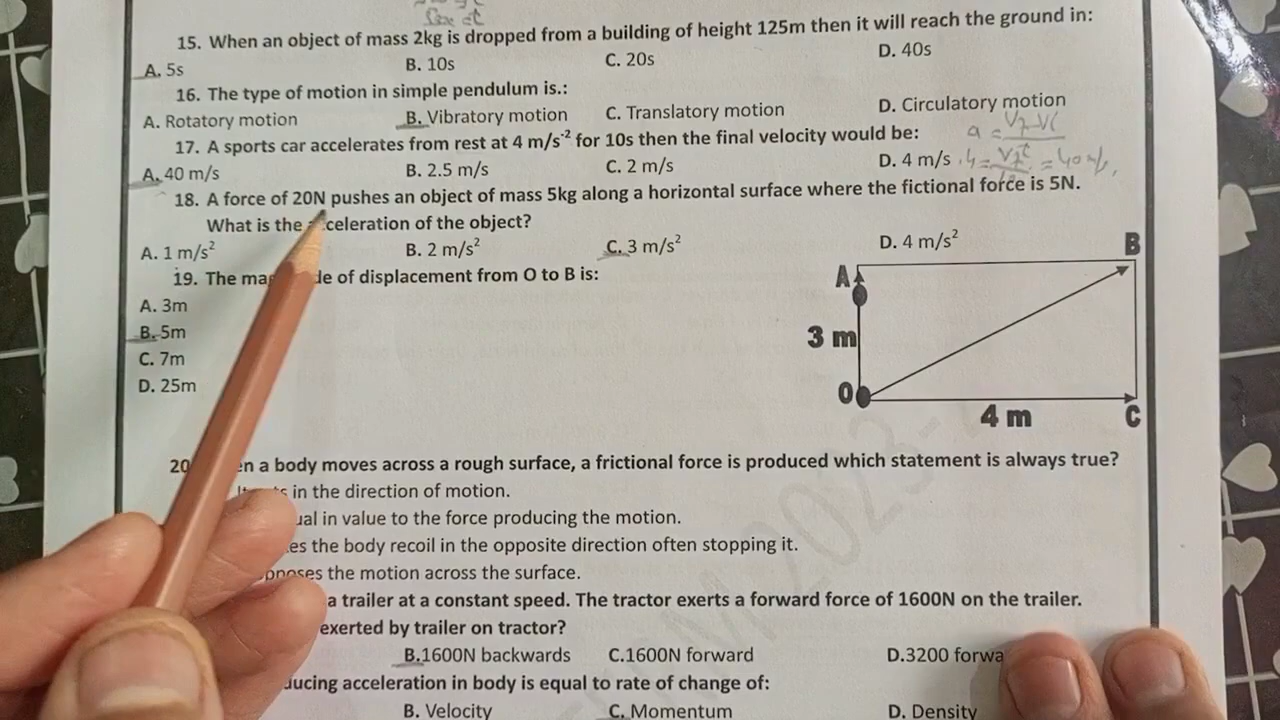 15. When an object of mass 2kg is dropped from a building of height 125m then it will reach the ground in:
A. 5s B. 10s C. 20s D. 40s
16. The type of motion in simple pendulum is.:
A. Rotatory motion B. Vibratory motion C. Translatory motion D. Circulatory motion
17. A sports car accelerates from rest at 4 m/s⁻² for 10s then the final velocity would be:
A. 40 m/s B. 2.5 m/s C. 2 m/s D. 4 m/s
18. A force of 20N pushes an object of mass 5kg along a horizontal surface where the fictional force is 5N.
What is the celeration of the object?
A. 1 m/s² B. 2 m/s² C. 3 m/s² D. 4 m/s²
19. The mag de of displacement from O to B is:
A. 3m
B. 5m
C. 7m
D. 25m
A B
3 m
O 4 m C
20 en a body moves across a rough surface, a frictional force is produced which statement is always true?
in the direction of motion.
ual in value to the force producing the motion.
es the body recoil in the opposite direction often stopping it.
poses the motion across the surface.
a trailer at a constant speed. The tractor exerts a forward force of 1600N on the trailer.
exerted by trailer on tractor?
B.1600N backwards C.1600N forward D.3200 forwa
ducing acceleration in body is equal to rate of change of:
B. Velocity C. Momentum D. Density